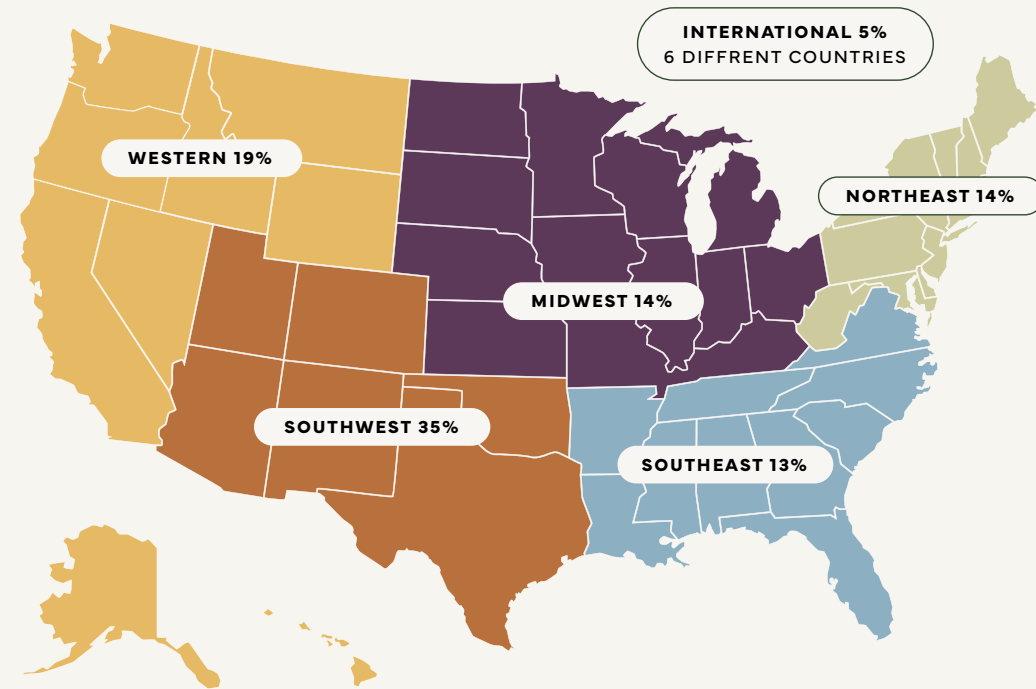 INTERNATIONAL 5%
6 DIFFRENT COUNTRIES
WESTERN 19%
NORTHEAST 14%
MIDWEST 14%
SOUTHWEST 35%
SOUTHEAST 13%